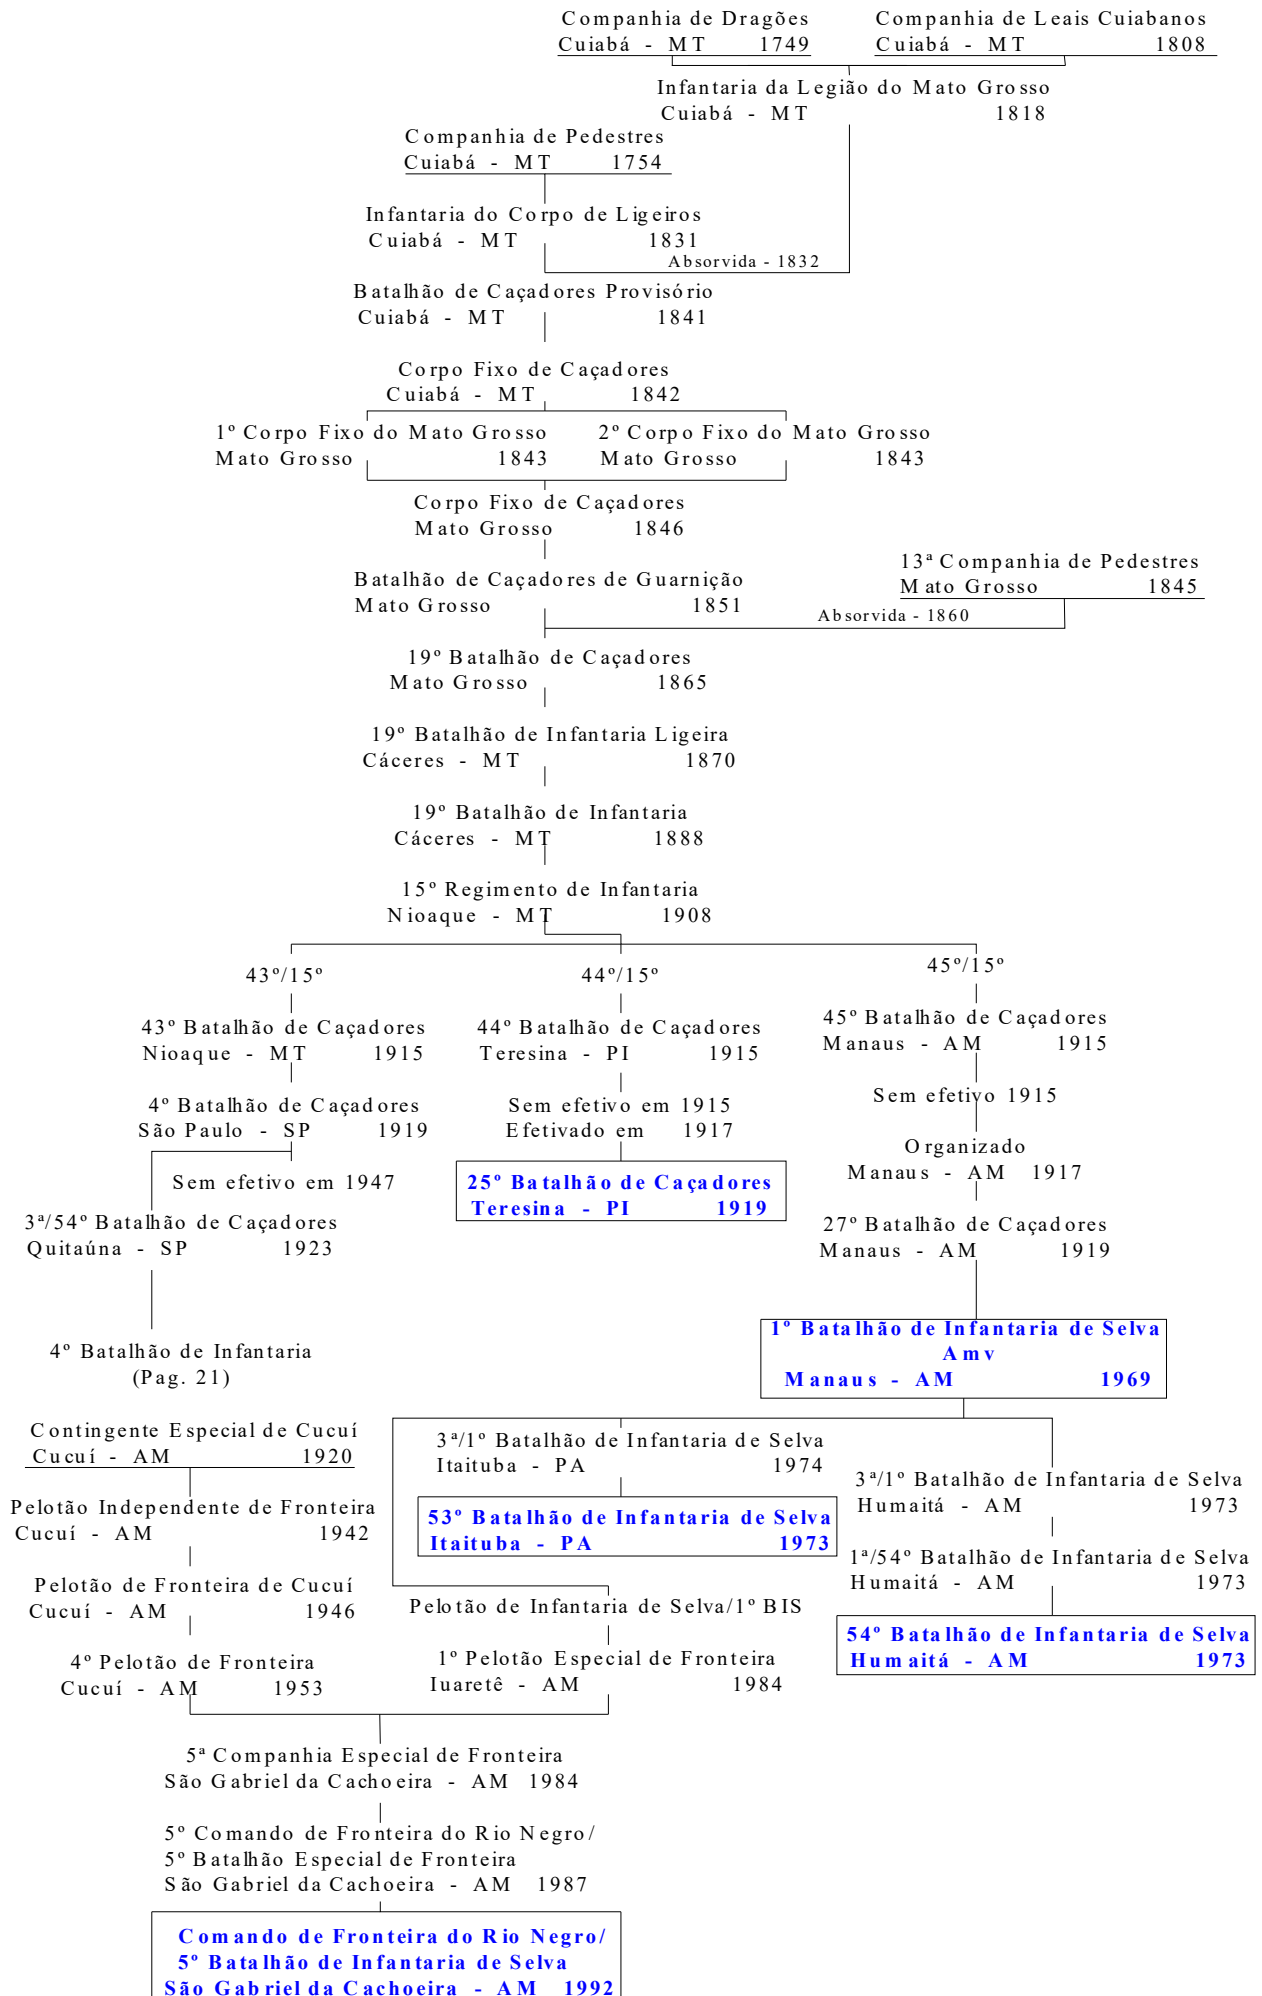 Companhia de Dragões
Cuiabá - MT 1749
Companhia de Leais Cuiabanos
Cuiabá - MT 1808
Infantaria da Legião do Mato Grosso
Cuiabá - MT 1818
Companhia de Pedestres
Cuiabá - MT 1754
Infantaria do Corpo de Ligeiros
Cuiabá - MT 1831
Absorvida - 1832
Batalhão de Caçadores Provisório
Cuiabá - MT 1841
Corpo Fixo de Caçadores
Cuiabá - MT 1842
1º Corpo Fixo do Mato Grosso
Mato Grosso 1843
2º Corpo Fixo do Mato Grosso
Mato Grosso 1843
Corpo Fixo de Caçadores
Mato Grosso 1846
13ª Companhia de Pedestres
Mato Grosso 1845
Batalhão de Caçadores de Guarnição
Mato Grosso 1851
Absorvida - 1860
19º Batalhão de Caçadores
Mato Grosso 1865
19º Batalhão de Infantaria Ligeira
Cáceres - MT 1870
19º Batalhão de Infantaria
Cáceres - MT 1888
15º Regimento de Infantaria
Nioaque - MT 1908
43º/15º
44º/15º
45º/15º
43º Batalhão de Caçadores
Nioaque - MT 1915
44º Batalhão de Caçadores
Teresina - PI 1915
45º Batalhão de Caçadores
Manaus - AM 1915
4º Batalhão de Caçadores
São Paulo - SP 1919
Sem efetivo em 1915
Efetivado em 1917
Sem efetivo 1915
Organizado
Manaus - AM 1917
Sem efetivo em 1947
25º Batalhão de Caçadores
Teresina - PI 1919
3ª/54º Batalhão de Caçadores
Quitaúna - SP 1923
27º Batalhão de Caçadores
Manaus - AM 1919
4º Batalhão de Infantaria
(Pag. 21)
1º Batalhão de Infantaria de Selva
Amv
Manaus - AM 1969
Contingente Especial de Cucuí
Cucuí - AM 1920
3ª/1º Batalhão de Infantaria de Selva
Itaituba - PA 1974
3ª/1º Batalhão de Infantaria de Selva
Humaitá - AM 1973
Pelotão Independente de Fronteira
Cucuí - AM 1942
53º Batalhão de Infantaria de Selva
Itaituba - PA 1973
1ª/54º Batalhão de Infantaria de Selva
Humaitá - AM 1973
Pelotão de Fronteira de Cucuí
Cucuí - AM 1946
Pelotão de Infantaria de Selva/1º BIS
54º Batalhão de Infantaria de Selva
Humaitá - AM 1973
4º Pelotão de Fronteira
Cucuí - AM 1953
1º Pelotão Especial de Fronteira
Iuaretê - AM 1984
5ª Companhia Especial de Fronteira
São Gabriel da Cachoeira - AM 1984
5º Comando de Fronteira do Rio Negro/
5º Batalhão Especial de Fronteira
São Gabriel da Cachoeira - AM 1987
Comando de Fronteira do Rio Negro/
5º Batalhão de Infantaria de Selva
São Gabriel da Cachoeira - AM 1992